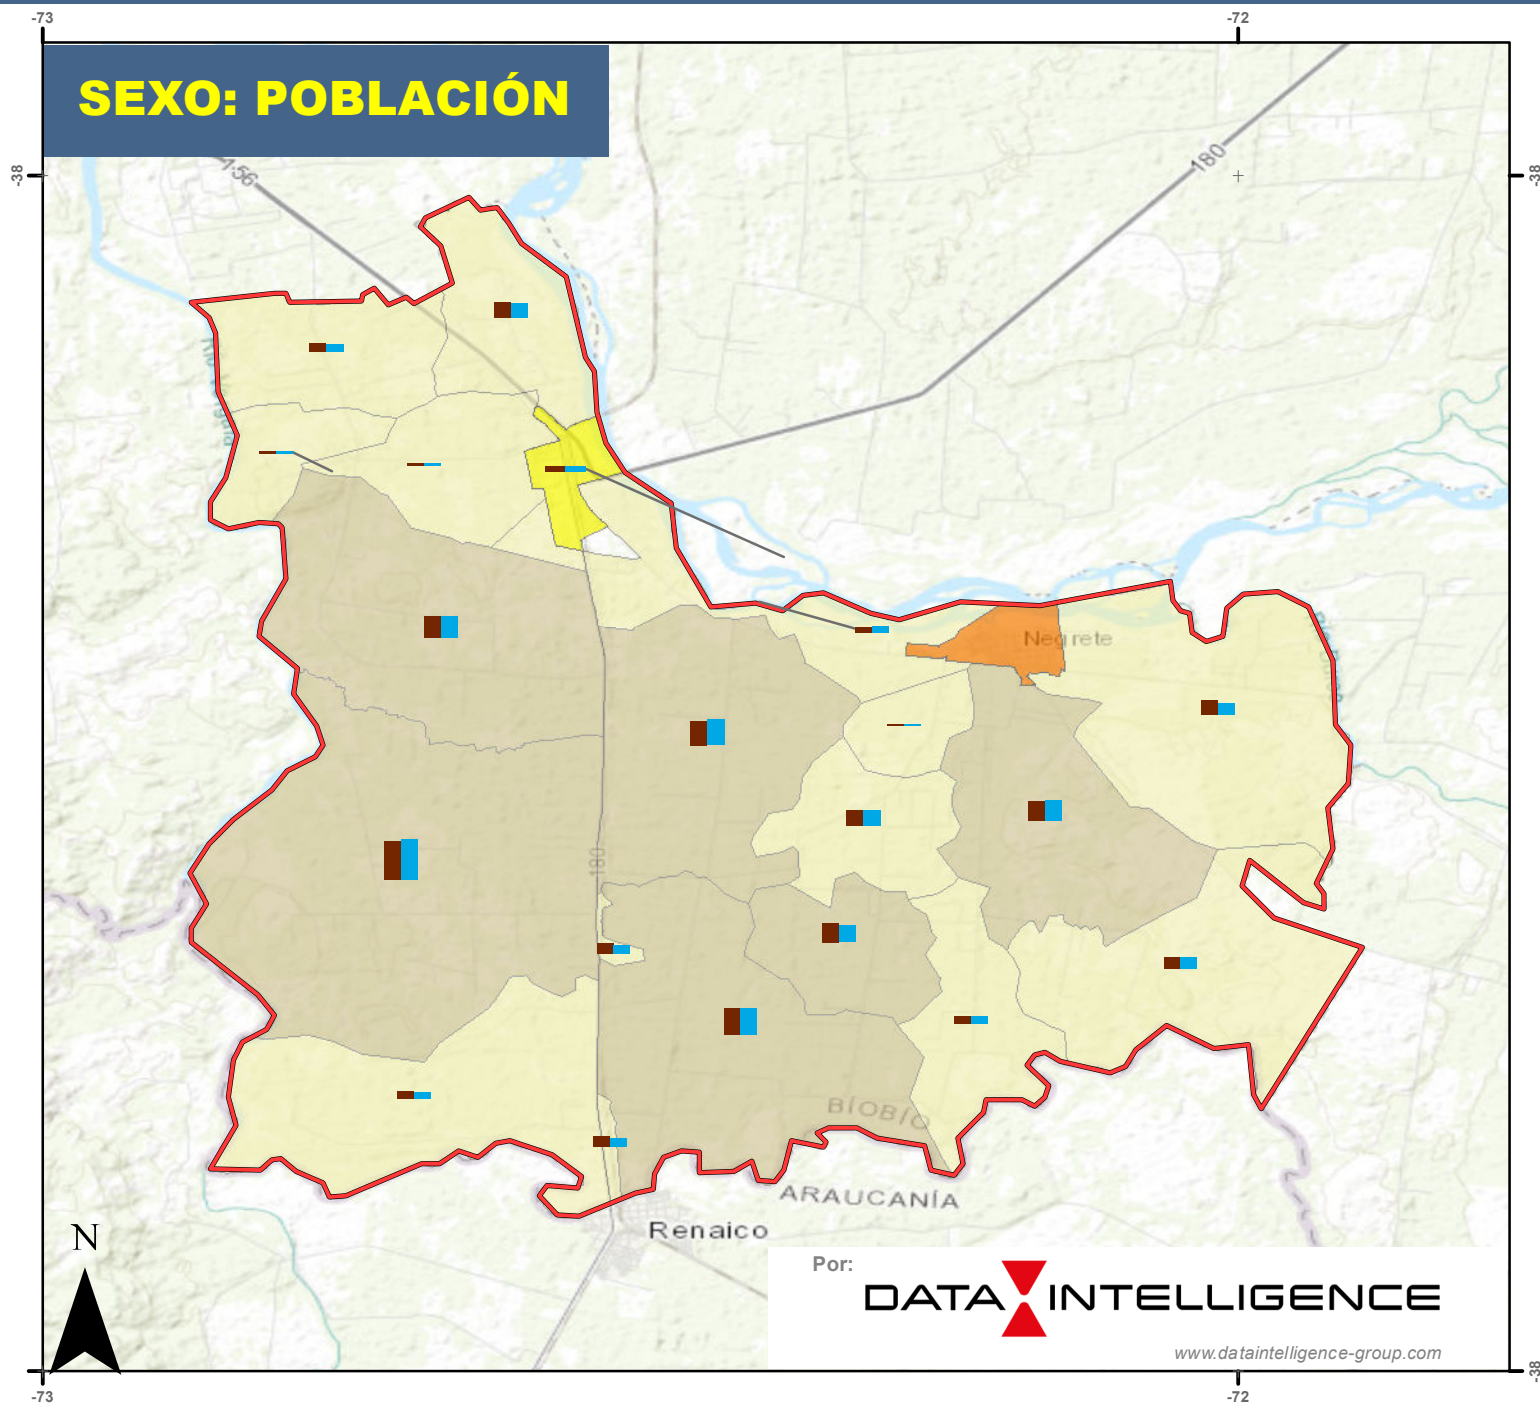 -73
-72
SEXO: POBLACIÓN
156
180
-38
-38
Negrete
180
BÍOBÍO
ARAUCANÍA
Renaico
N
Por:
DATA INTELLIGENCE
www.dataintelligence-group.com
-38
-73
-72